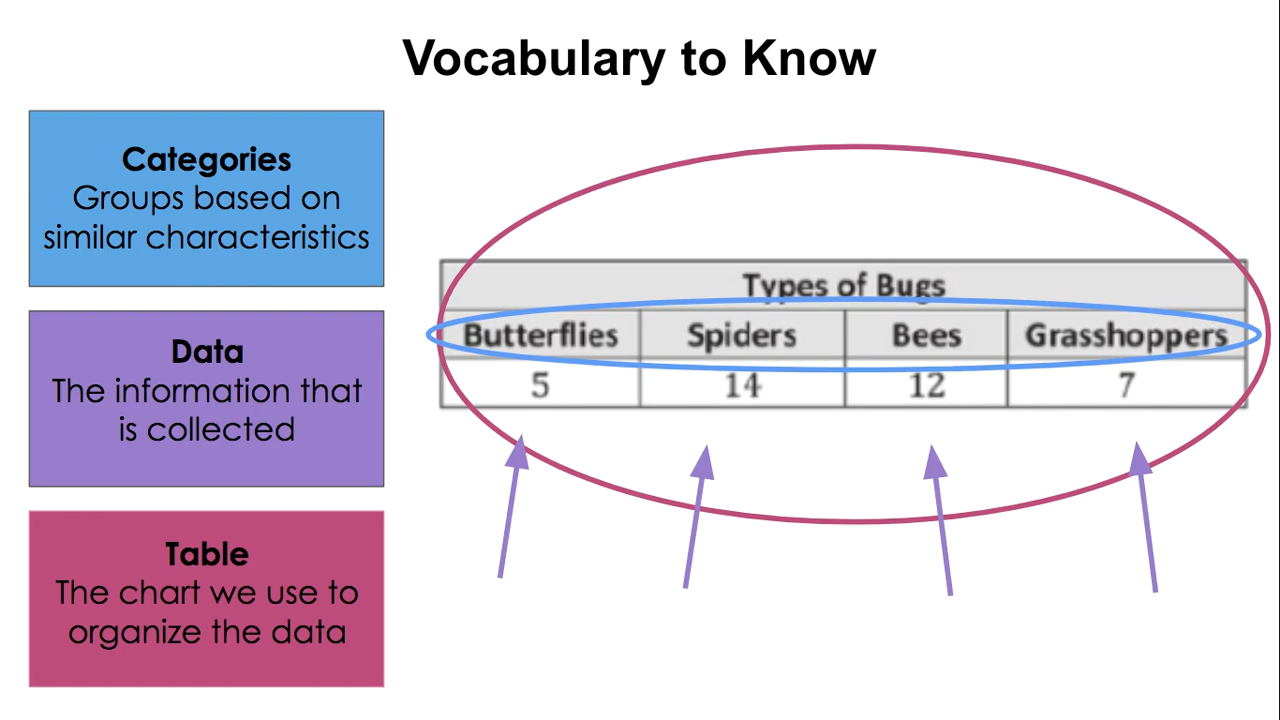 Vocabulary to Know
Categories
Groups based on
similar characteristics
Data
The information that
is collected
Table
The chart we use to
organize the data
Types of Bugs
Butterflies Spiders Bees Grasshoppers
5 14 12 7